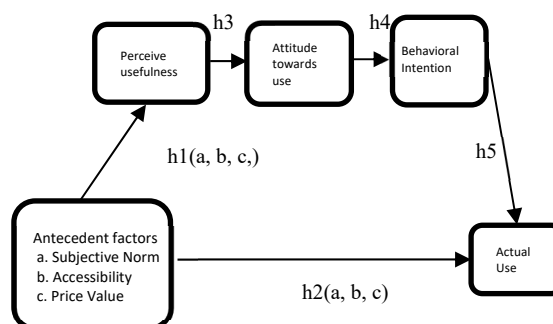 h3
h4
Perceive
usefulness
Attitude
towards
use
Behavioral
Intention
h1(a, b, c,)
h5
Antecedent factors
a. Subjective Norm
b. Accessibility
c. Price Value
Actual
Use
h2(a, b, c)